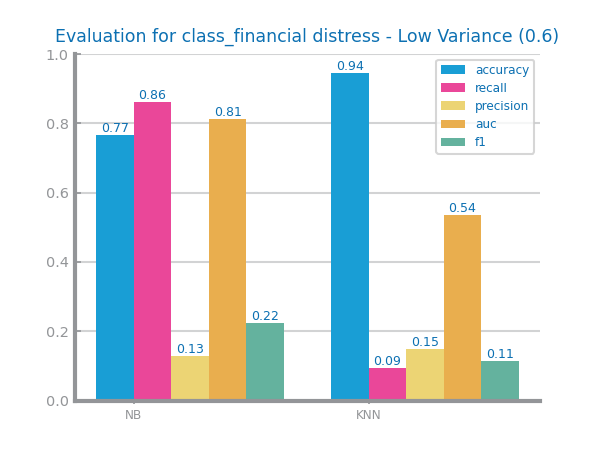 Evaluation for class_financial distress - Low Variance (0.6)
1.0
0.8
0.6
0.4
0.2
0.0
0.77
0.86
0.13
0.81
0.22
0.94
0.09
0.15
0.54
0.11
accuracy
recall
precision
auc
f1
NB
KNN